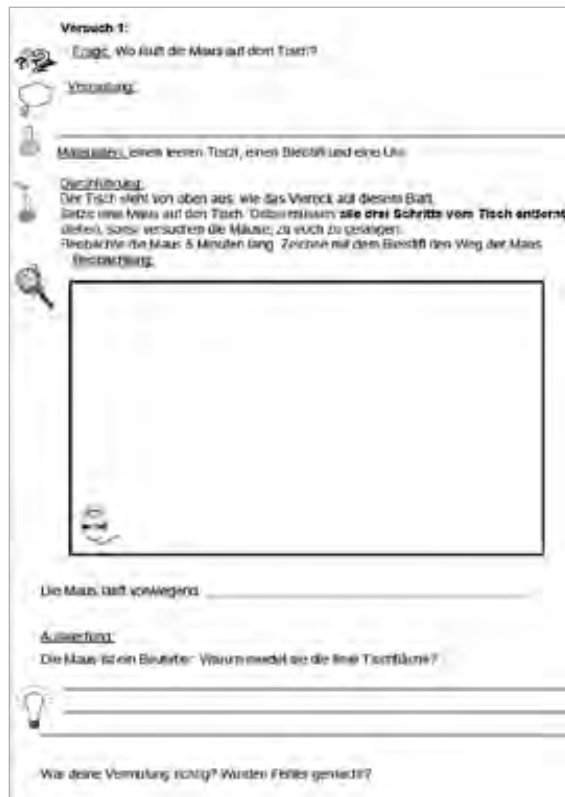 Versuch 1:
Frage: Wo läuft die Maus auf dem Tisch?
Vermutung:
Materialien: einem leeren Tisch, einen Bleistift und eine Uhr
Durchführung:
Der Tisch sieht von oben aus, wie das Viereck auf diesem Blatt.
Setze eine Maus auf den Tisch. Dabei müssen alle drei Schritte vom Tisch entfernt
stehen, sonst versuchen die Mäuse, zu euch zu gelangen.
Beobachte die Maus 5 Minuten lang. Zeichne mit dem Bleistift den Weg der Maus
Beobachtung:
Die Maus läuft vorwiegend
Auswertung:
Die Maus ist ein Beutetier. Warum meidet sie die freie Tischfläche?
War deine Vermutung richtig? Wurden Fehler gemacht?